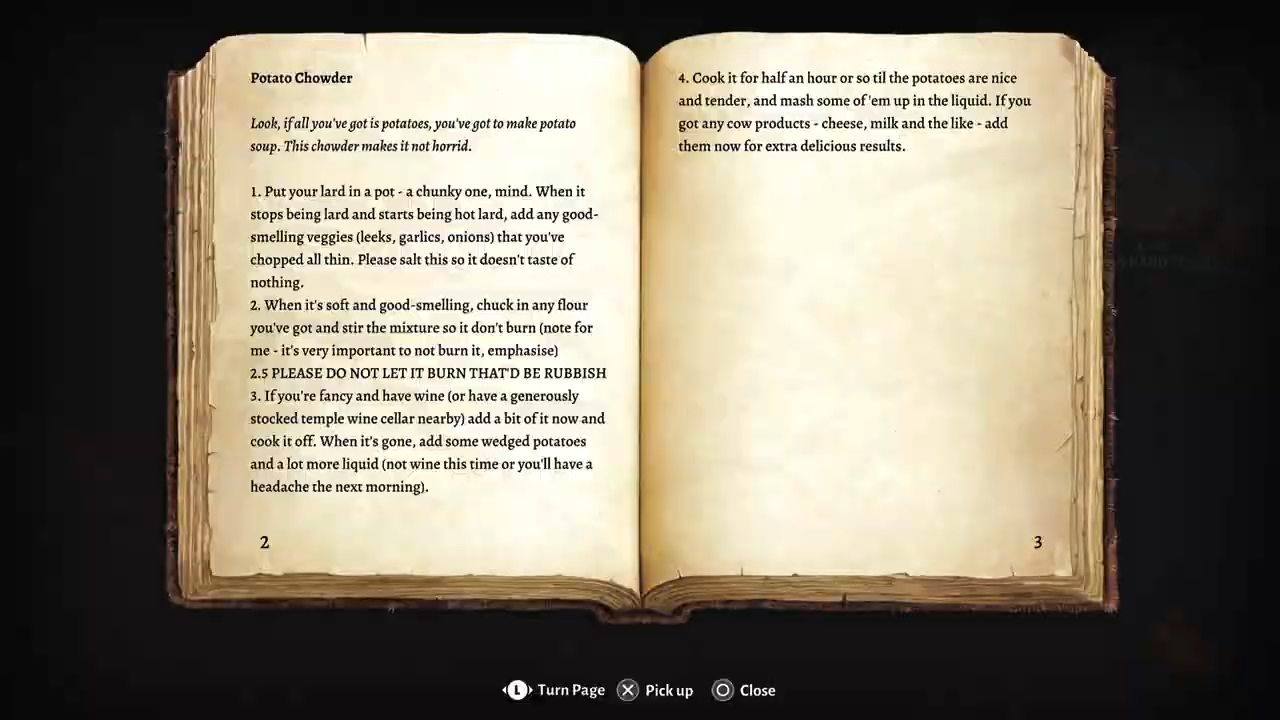 Potato Chowder
Look, if all you've got is potatoes, you've got to make potato
soup. This chowder makes it not horrid.
1. Put your lard in a pot - a chunky one, mind. When it
stops being lard and starts being hot lard, add any good-
smelling veggies (leeks, garlics, onions) that you've
chopped all thin. Please salt this so it doesn't taste of
nothing.
2. When it's soft and good-smelling, chuck in any flour
you've got and stir the mixture so it don't burn (note for
me - it's very important to not burn it, emphasise)
2.5 PLEASE DO NOT LET IT BURN THAT'D BE RUBBISH
3. If you're fancy and have wine (or have a generously
stocked temple wine cellar nearby) add a bit of it now and
cook it off. When it's gone, add some wedged potatoes
and a lot more liquid (not wine this time or you'll have a
headache the next morning).
2
4. Cook it for half an hour or so til the potatoes are nice
and tender, and mash some of 'em up in the liquid. If you
got any cow products - cheese, milk and the like - add
them now for extra delicious results.
3
L Turn Page Pick up Close